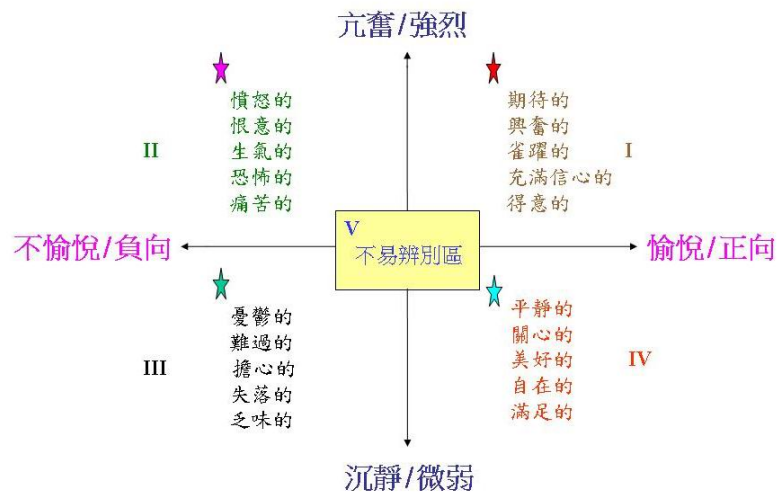 亢奮/強烈
憤怒的
恨意的
生氣的
恐怖的
痛苦的
II
期待的
興奮的
雀躍的
充滿信心的
得意的
I
不愉悅/負向
V
不易辨別區
愉悅/正向
憂鬱的
難過的
擔心的
失落的
乏味的
III
平靜的
關心的
美好的
自在的
滿足的
IV
沉靜/微弱